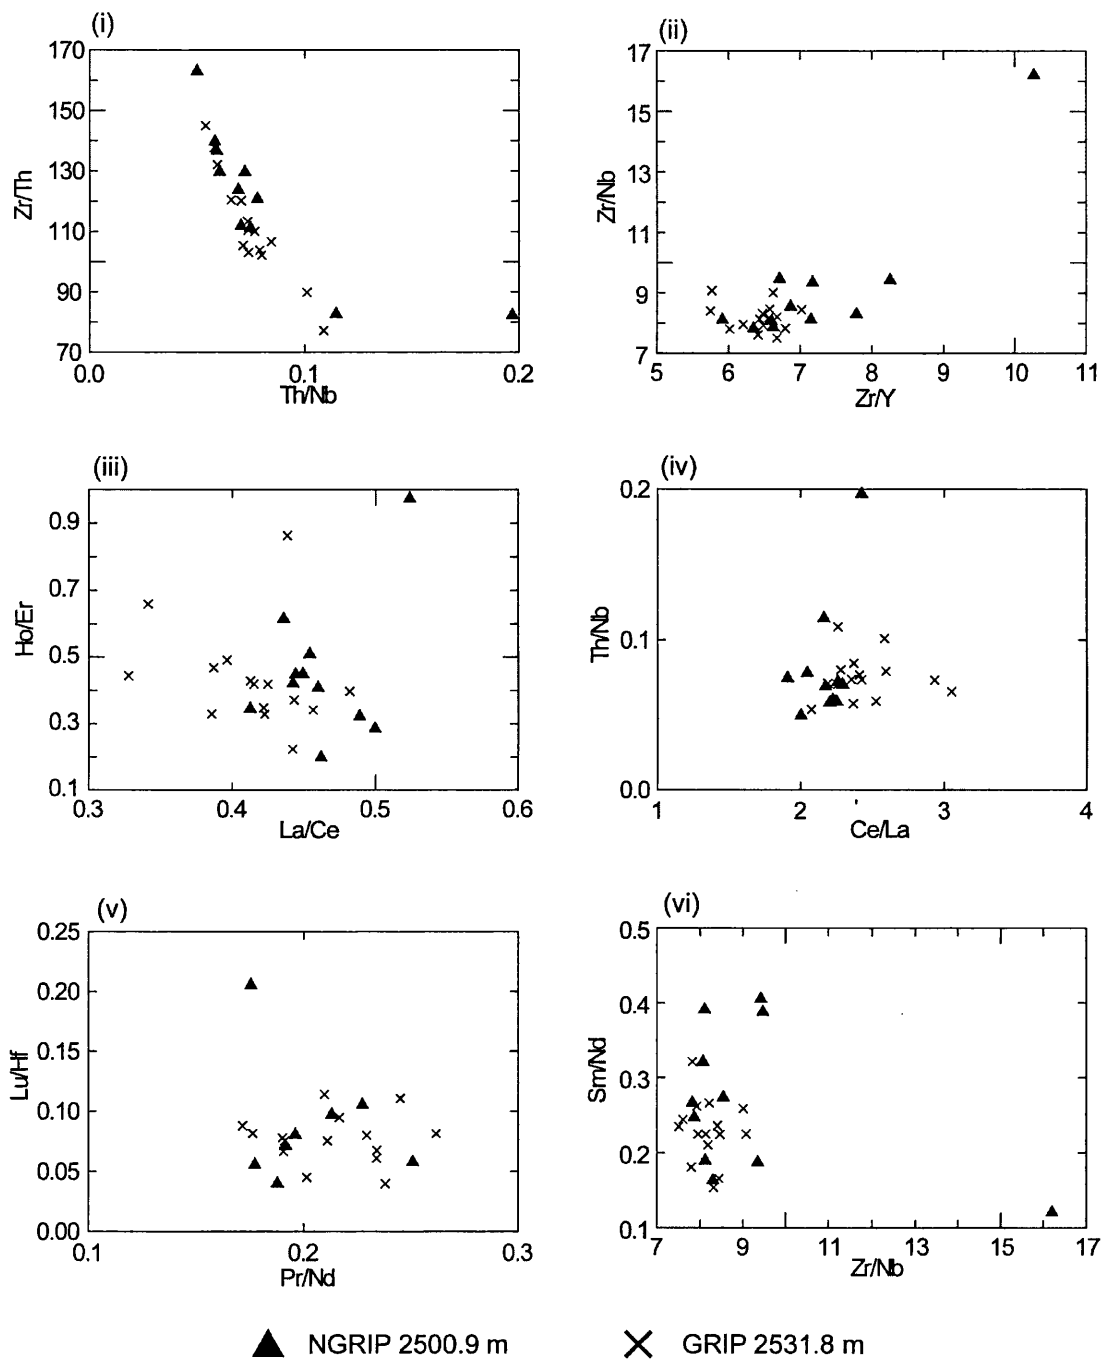 (i)
170
150
130
110
90
70
Zr/Th
0.0
0.1
0.2
Th/Nb
(ii)
17
15
13
11
9
7
Zr/Nb
5
6
7
8
9
10
11
Zr/Y
(iii)
0.9
0.7
0.5
0.3
0.1
Ho/Er
0.3
0.4
0.5
0.6
La/Ce
(iv)
0.2
0.1
0.0
Th/Nb
1
2
3
4
Ce/La
(v)
0.25
0.20
0.15
0.10
0.05
0.00
Lu/Hf
0.1
0.2
0.3
Pr/Nd
(vi)
0.5
0.4
0.3
0.2
0.1
Sm/Nd
7
9
11
13
15
17
Zr/Nb
NGRIP 2500.9 m
GRIP 2531.8 m